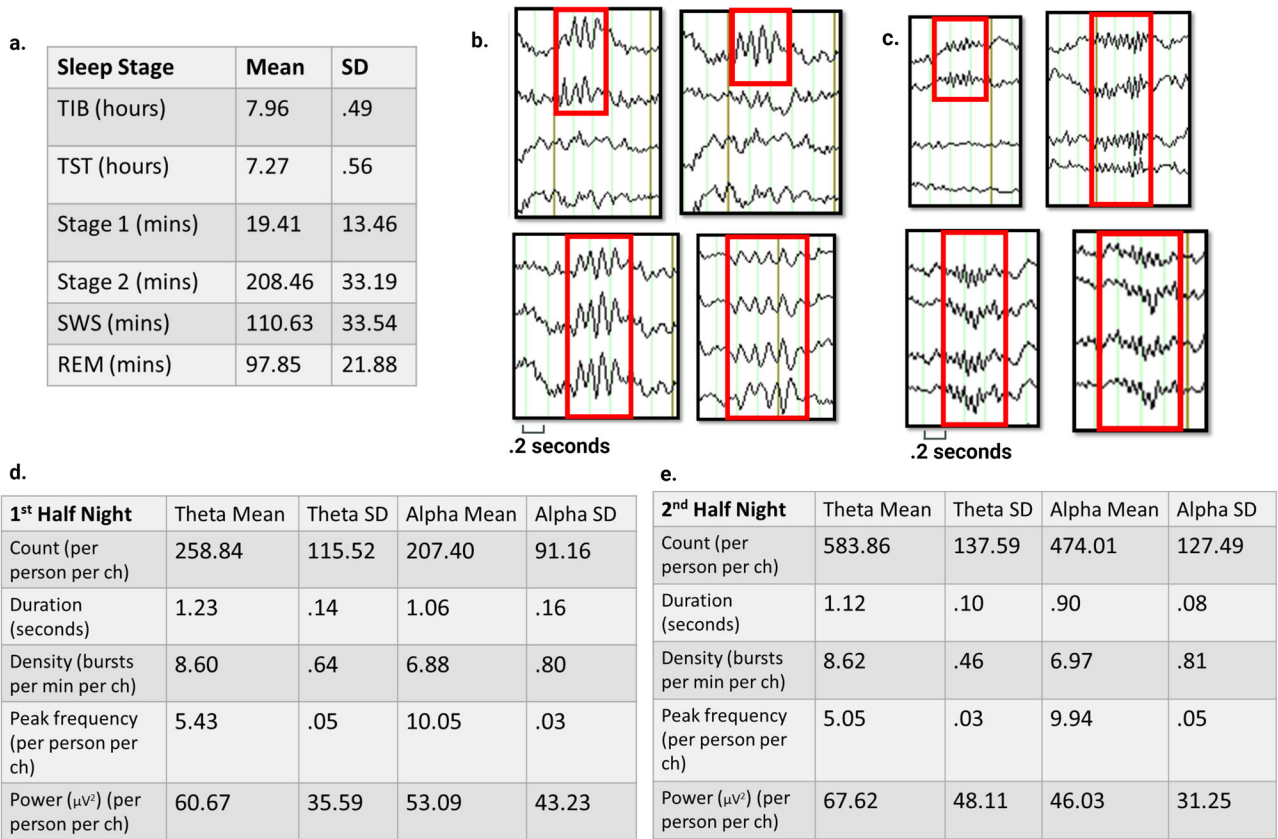 a.
Sleep Stage Mean SD
TIB (hours) 7.96 .49
TST (hours) 7.27 .56
Stage 1 (mins) 19.41 13.46
Stage 2 (mins) 208.46 33.19
SWS (mins) 110.63 33.54
REM (mins) 97.85 21.88
b.
.2 seconds
c.
.2 seconds
d.
1st Half Night Theta Mean Theta SD Alpha Mean Alpha SD
Count (per
person per ch) 258.84 115.52 207.40 91.16
Duration
(seconds) 1.23 .14 1.06 .16
Density (bursts
per min per ch) 8.60 .64 6.88 .80
Peak frequency
(per person per
ch) 5.43 .05 10.05 .03
Power (μV²) (per
person per ch) 60.67 35.59 53.09 43.23
e.
2nd Half Night Theta Mean Theta SD Alpha Mean Alpha SD
Count (per
person per ch) 583.86 137.59 474.01 127.49
Duration
(seconds) 1.12 .10 .90 .08
Density (bursts
per min per ch) 8.62 .46 6.97 .81
Peak frequency
(per person per
ch) 5.05 .03 9.94 .05
Power (μV²) (per
person per ch) 67.62 48.11 46.03 31.25